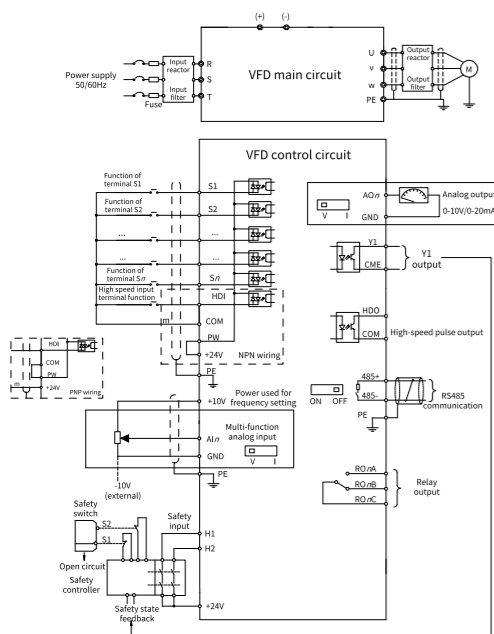 (+) (-)
Power supply
50/60Hz
Fuse
Input
reactor
Input
filter
R
S
T
VFD main circuit
U
V
W
PE
Output
reactor
Output
filter
M
VFD control circuit
Function of
terminal S1
S1
Function of
terminal S2
S2
...
...
...
...
Function of
terminal Sn
Sn
High speed input
terminal function
HDI
m
COM
PW
+24V
NPN wiring
PE
HDI
COM
PW
m
+24V
PNP wiring
Power used for
frequency setting
+10V
Multi-function
analog input
AIn
GND
V I
PE
-10V
(external)
Safety
switch
S2
S1
Open circuit
Safety
controller
Safety
input
H1
H2
+24V
Safety state
feedback
V I
AOn
GND
Analog output
0-10V/0-20mA
Y1
CME
Y1
output
HDO
COM
High-speed pulse output
ON OFF
485+
485-
PE
RS485
communication
ROnA
ROnB
ROnC
Relay
output